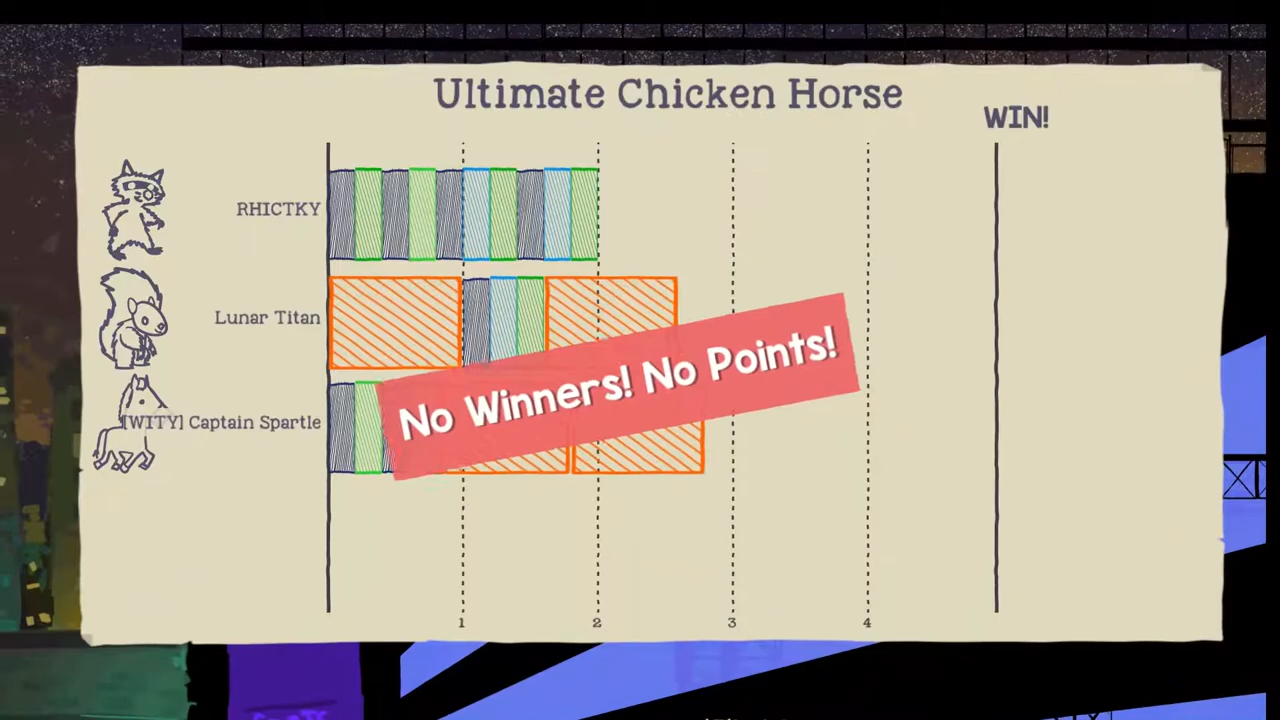 Ultimate Chicken Horse
WIN!
RHICTKY
Lunar Titan
No Winners! No Points!
[WITY] Captain Spartle
1 2 3 4